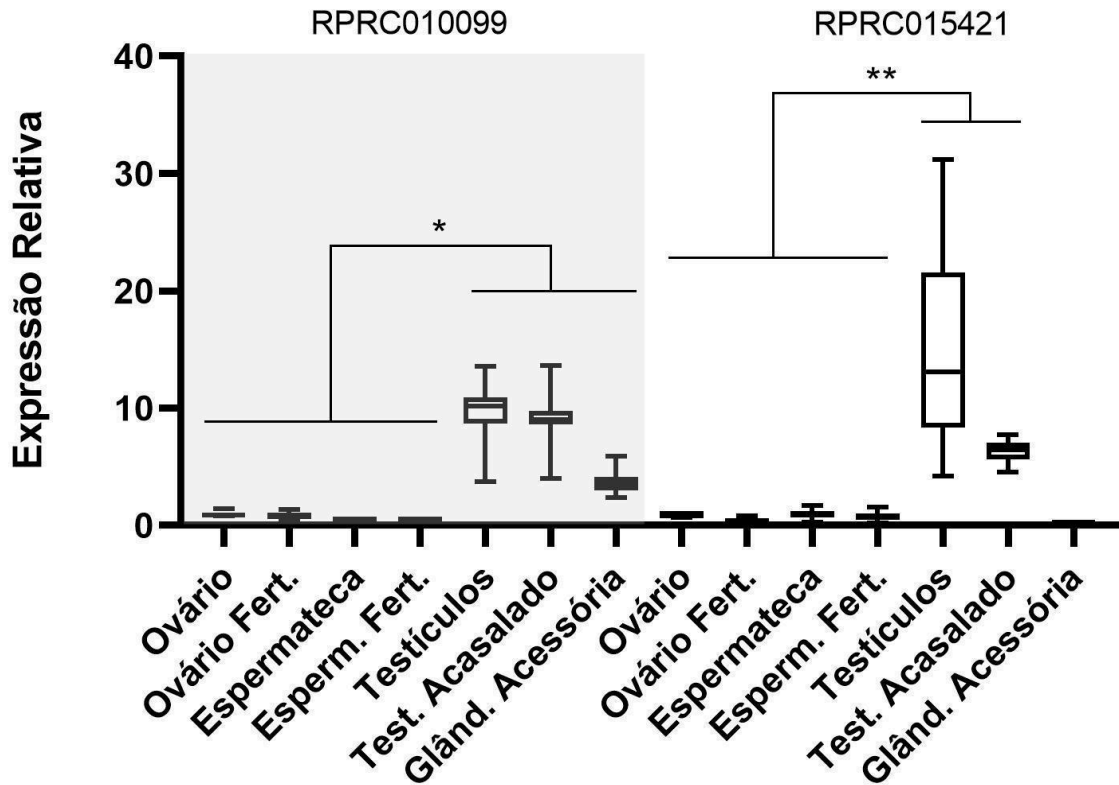 RPRC010099
RPRC015421
Expressão Relativa
40
30
20
10
0
*
**
Ovário
Ovário Fert.
Espermateca
Esperm. Fert.
Testículos
Test. Acasalado
Glând. Acessória
Ovário
Ovário Fert.
Espermateca
Esperm. Fert.
Testículos
Test. Acasalado
Glând. Acessória